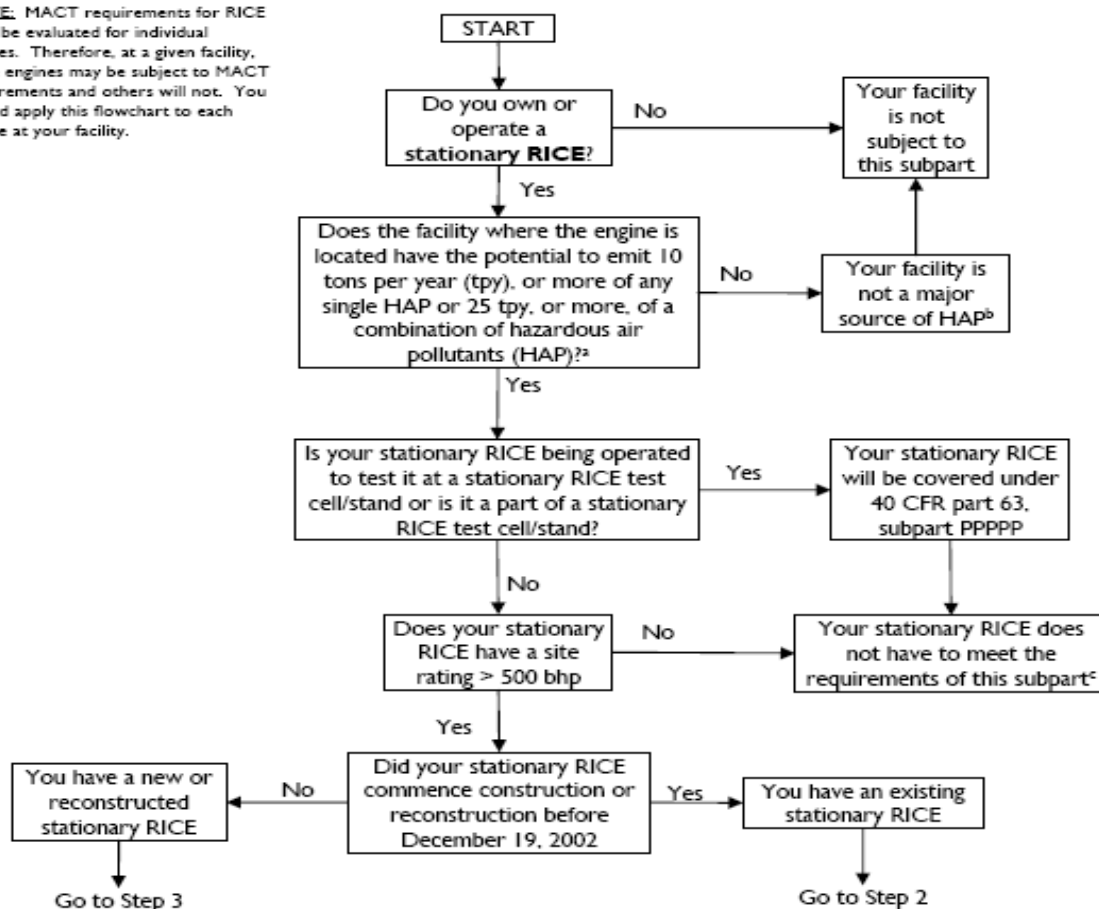 E: MACT requirements for RICE
be evaluated for individual
es. Therefore, at a given facility,
engines may be subject to MACT
rements and others will not. You
d apply this flowchart to each
e at your facility.
START
Do you own or
operate a
stationary RICE?
No
Your facility
is not
subject to
this subpart
Yes
Does the facility where the engine is
located have the potential to emit 10
tons per year (tpy), or more of any
single HAP or 25 tpy, or more, of a
combination of hazardous air
pollutants (HAP)?ᵃ
No
Your facility is
not a major
source of HAPᵇ
Yes
Is your stationary RICE being operated
to test it at a stationary RICE test
cell/stand or is it a part of a stationary
RICE test cell/stand?
Yes
Your stationary RICE
will be covered under
40 CFR part 63,
subpart PPPPP
No
Does your stationary
RICE have a site
rating > 500 bhp
No
Your stationary RICE does
not have to meet the
requirements of this subpartᶜ
Yes
Did your stationary RICE
commence construction or
reconstruction before
December 19, 2002
No
You have a new or
reconstructed
stationary RICE
Yes
You have an existing
stationary RICE
Go to Step 3
Go to Step 2